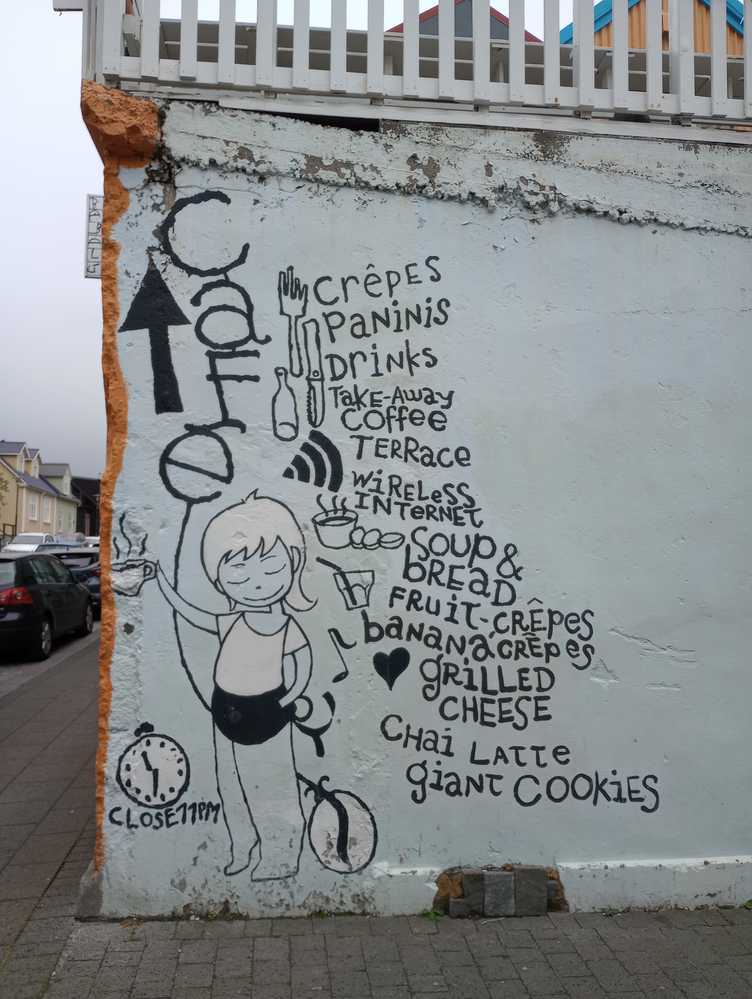 Café
Crêpes
Paninis
Drinks
Take-Away
Coffee
Terrace
Wireless
Internet
Soup &
Bread
Fruit-Crêpes
Banana Crêpes
Grilled
Cheese
Chai Latte
Giant Cookies
Close 11PM